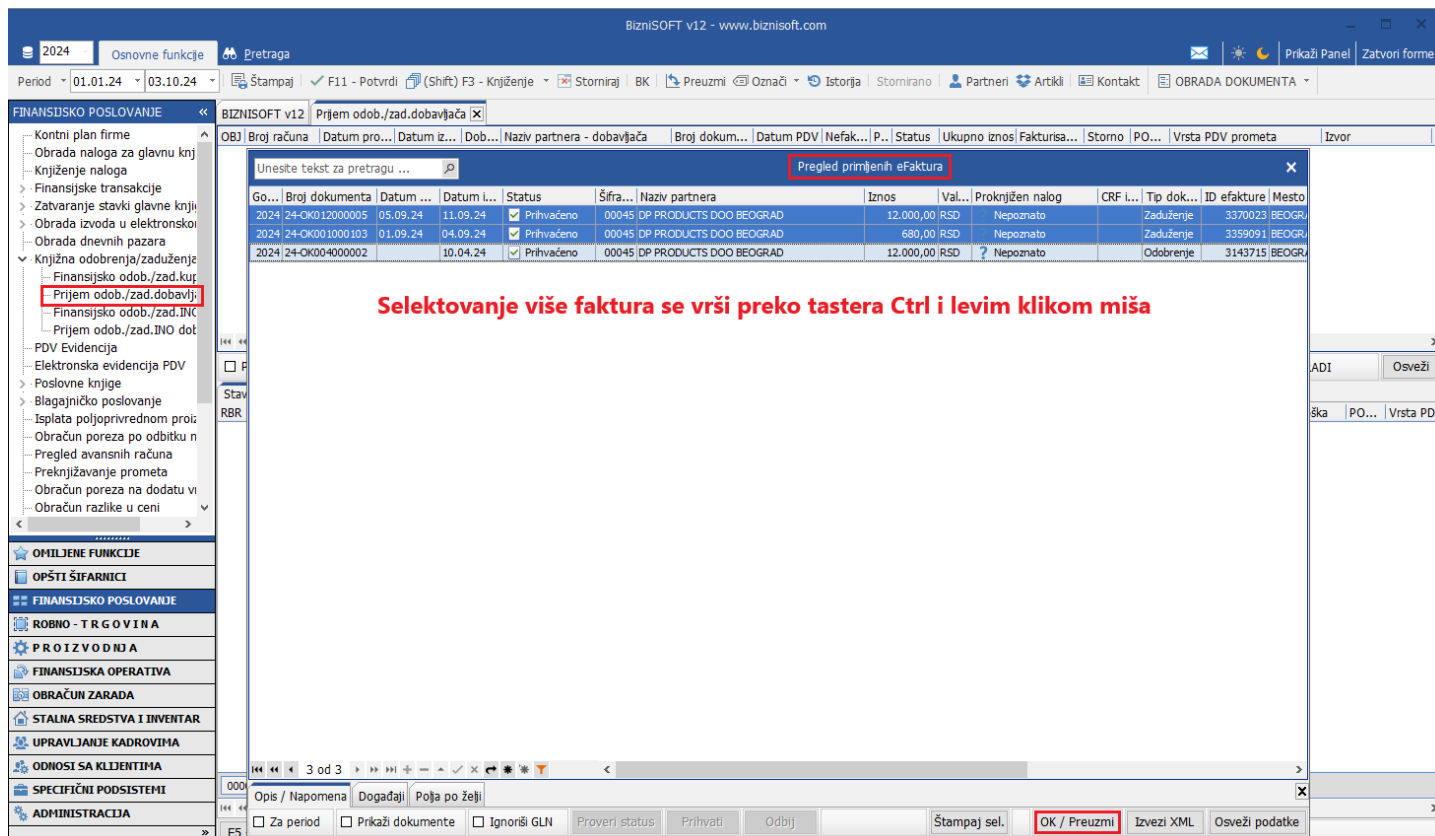 BizniSOFT v12 - www.biznisoft.com
2024 Osnovne funkcije Pretraga Prikaži Panel Zatvori forme
Period 01.01.24 03.10.24 Štampaj F11 - Potvrdi (Shift) F3 - Knjiženje Storniraj BK Preuzmi Označi Istorija Stornirano Partneri Artikli Kontakt OBRADA DOKUMENTA
FINANSIJSKO POSLOVANJE «
BIZNISOFT v12 Prijem odob./zad.dobavljača
OBJ Broj računa Datum pro... Datum iz... Dob... Naziv partnera - dobavljača Broj dokum... Datum PDV Nefak... P... Status Ukupno iznos Fakturisa... Storno PO... Vrsta PDV prometa Izvor
Kontni plan firme
Obrada naloga za glavnu knj
Knjiženje naloga
Finansijske transakcije
Zatvaranje stavki glavne knji
Obrada izvoda u elektronsko
Obrada dnevnih pazara
Knjižna odobrenja/zaduženja
Finansijsko odob./zad.kup
Prijem odob./zad.dobavlj
Finansijsko odob./zad.INO
Prijem odob./zad.INO dob
PDV Evidencija
Elektronska evidencija PDV
Poslovne knjige
Blagajničko poslovanje
Isplata poljoprivrednom proiz
Obračun poreza po odbitku n
Pregled avansnih računa
Preknjižavanje prometa
Obračun poreza na dodatu v
Obračun razlike u ceni
OMILJENE FUNKCIJE
OPŠTI ŠIFARNICI
FINANSIJSKO POSLOVANJE
ROBNO - T R G O V I N A
P R O I Z V O D NJ A
FINANSIJSKA OPERATIVA
OBRAČUN ZARADA
STALNA SREDSTVA I INVENTAR
UPRAVLJANJE KADROVIMA
ODNOSI SA KLIJENTIMA
SPECIFIČNI PODSISTEMI
ADMINISTRACIJA
»
Unesite tekst za pretragu ... Pregled primljenih eFaktura
Go... Broj dokumenta Datum ... Datum i... Status Šifra... Naziv partnera Iznos Val... Proknjižen nalog CRF i... Tip dok... ID efakture Mesto
2024 24-OK012000005 05.09.24 11.09.24 Prihvaćeno 00045 DP PRODUCTS DOO BEOGRAD 12.000,00 RSD ? Nepoznato Zaduženje 3370023 BEOGRA
2024 24-OK001000103 01.09.24 04.09.24 Prihvaćeno 00045 DP PRODUCTS DOO BEOGRAD 680,00 RSD ? Nepoznato Zaduženje 3359091 BEOGRA
2024 24-OK004000002 10.04.24 Prihvaćeno 00045 DP PRODUCTS DOO BEOGRAD 12.000,00 RSD ? Nepoznato Odobrenje 3143715 BEOGRA
Selektovanje više faktura se vrši preko tastera Ctrl i levim klikom miša
P
ADI Osveži
Stav
RBR
ška PO... Vrsta PD
3 od 3
000
F5
Opis / Napomena Događaji Polja po želji
Za period Prikaži dokumente Ignoriši GLN Proveri status Prihvati Odbij Štampaj sel. OK / Preuzmi Izvezi XML Osveži podatke